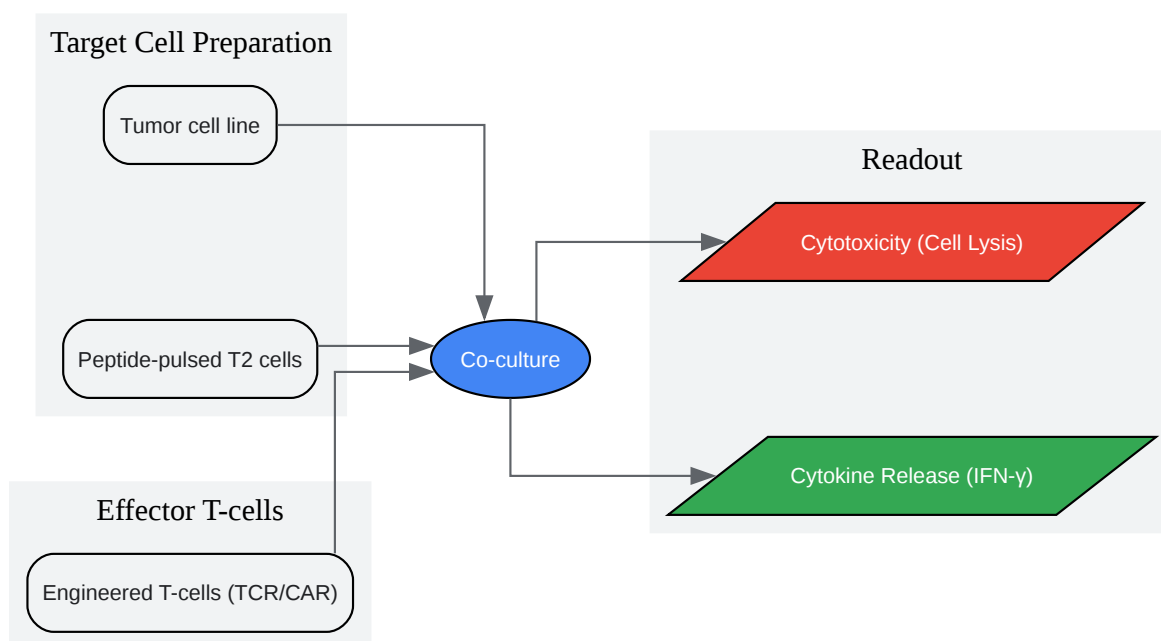 Target Cell Preparation
Tumor cell line
Peptide-pulsed T2 cells
Effector T-cells
Engineered T-cells (TCR/CAR)
Co-culture
Readout
Cytotoxicity (Cell Lysis)
Cytokine Release (IFN-γ)